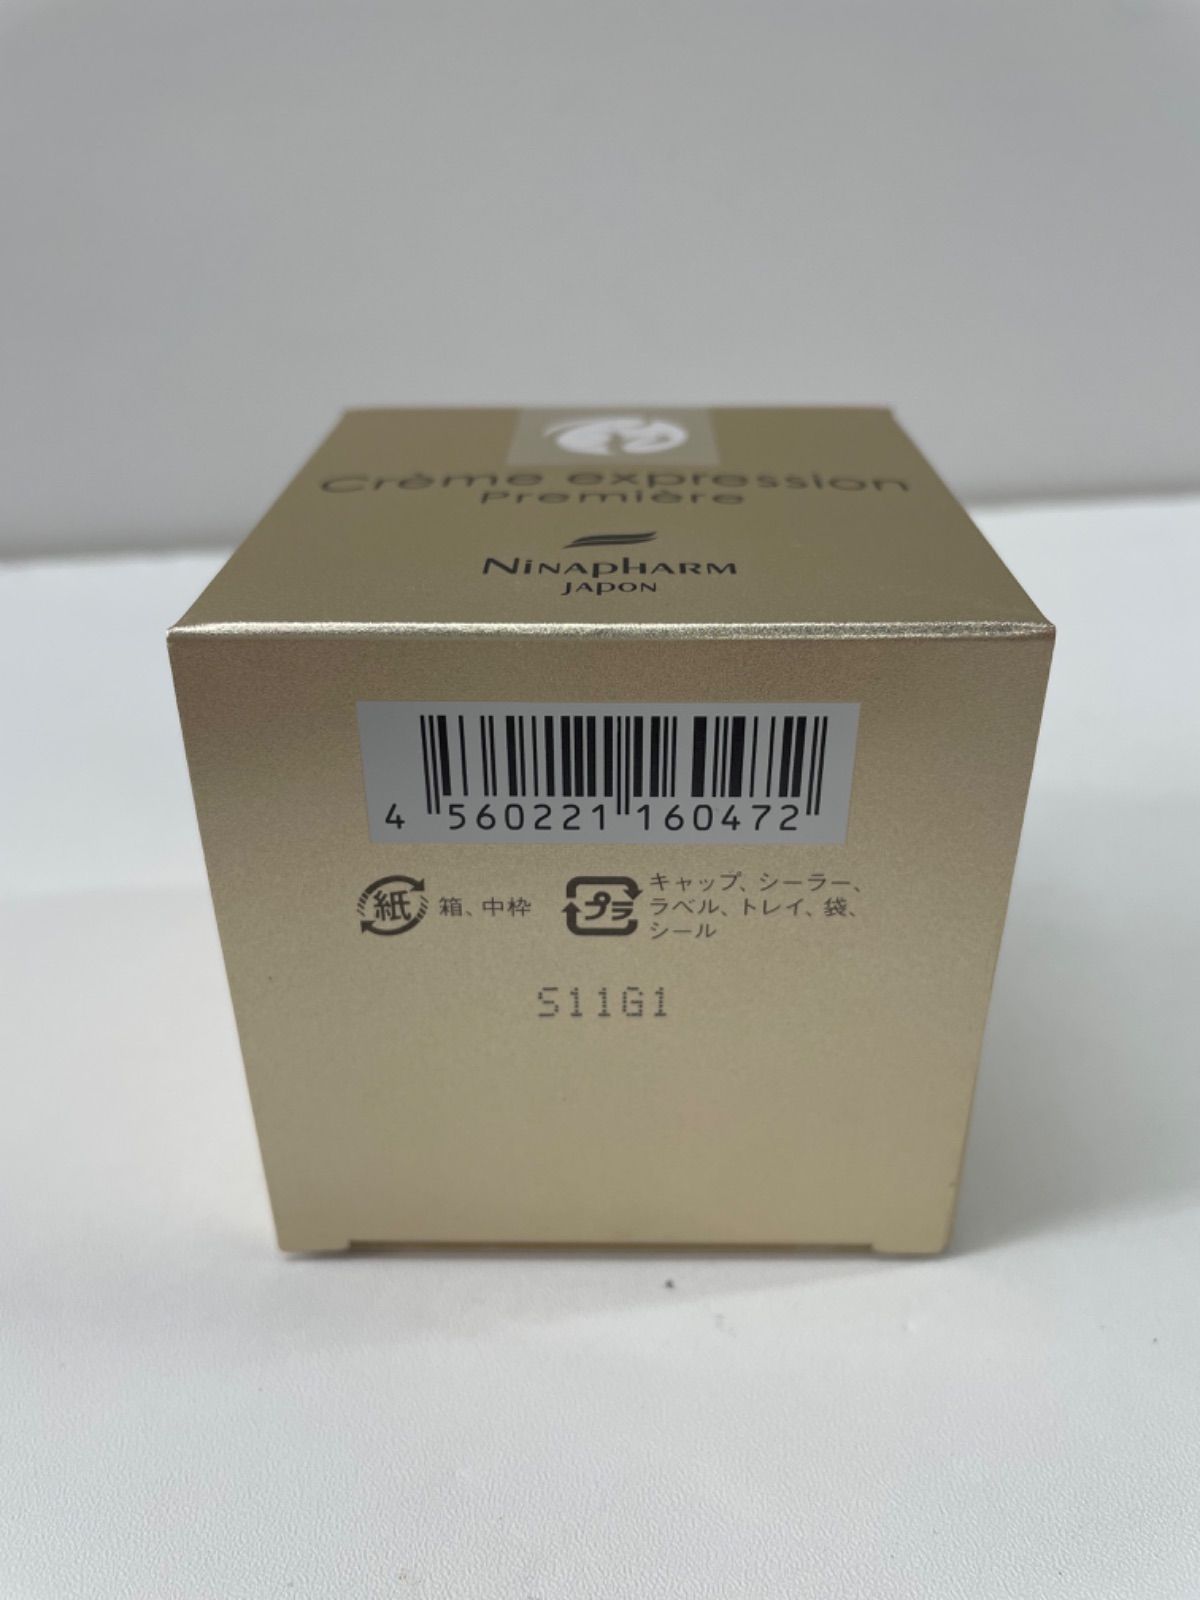 Crème expression
Première
NiNAPHARM
JAPON
4 560221 160472
紙 箱、中枠
プラ キャップ、シーラー、
ラベル、トレイ、袋、
シール
S11G1